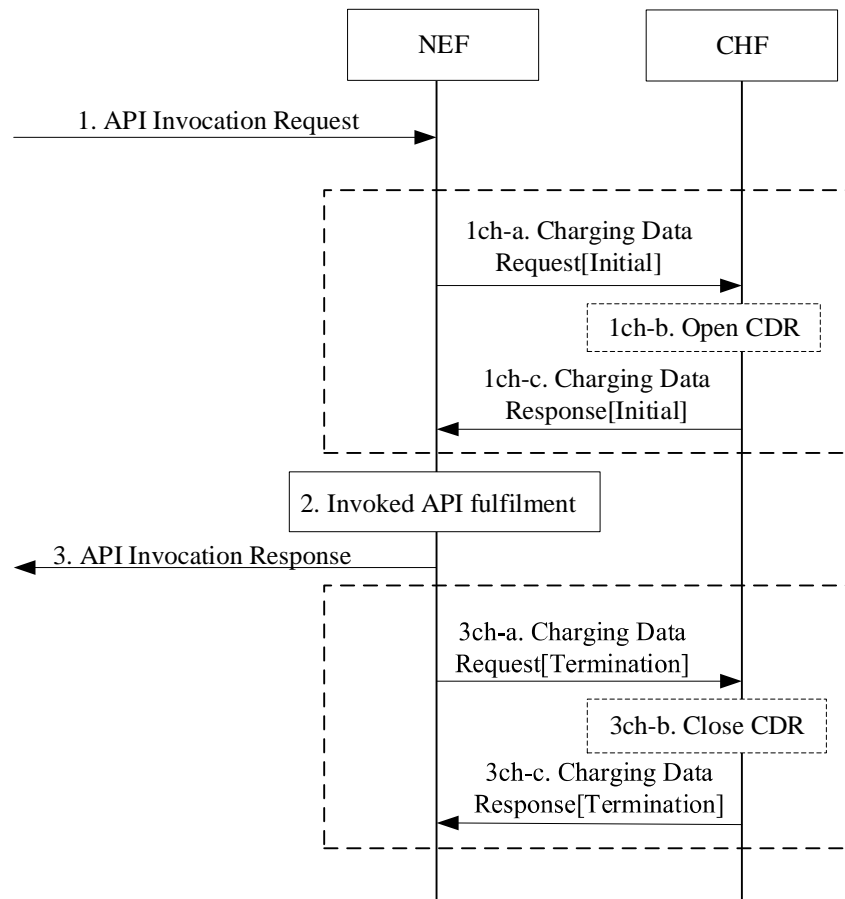 NEF
CHF
1. API Invocation Request
1ch-a. Charging Data
Request[Initial]
1ch-b. Open CDR
1ch-c. Charging Data
Response[Initial]
2. Invoked API fulfilment
3. API Invocation Response
3ch-a. Charging Data
Request[Termination]
3ch-b. Close CDR
3ch-c. Charging Data
Response[Termination]